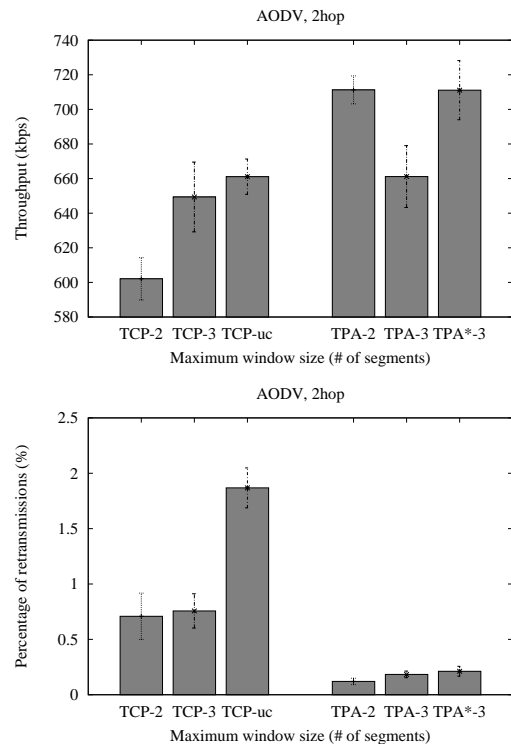 AODV, 2hop
740
720
700
680
660
640
620
600
580
Throughput (kbps)
TCP-2 TCP-3 TCP-uc TPA-2 TPA-3 TPA*-3
Maximum window size (# of segments)
AODV, 2hop
2.5
2
1.5
1
0.5
0
Percentage of retransmissions (%)
TCP-2 TCP-3 TCP-uc TPA-2 TPA-3 TPA*-3
Maximum window size (# of segments)